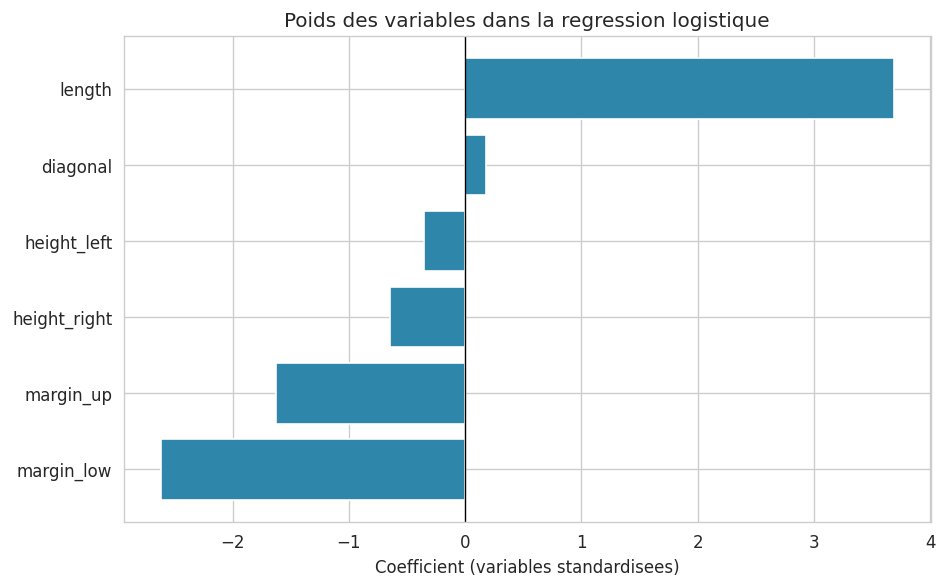 Poids des variables dans la regression logistique
length
diagonal
height_left
height_right
margin_up
margin_low
−2 −1 0 1 2 3 4
Coefficient (variables standardisees)